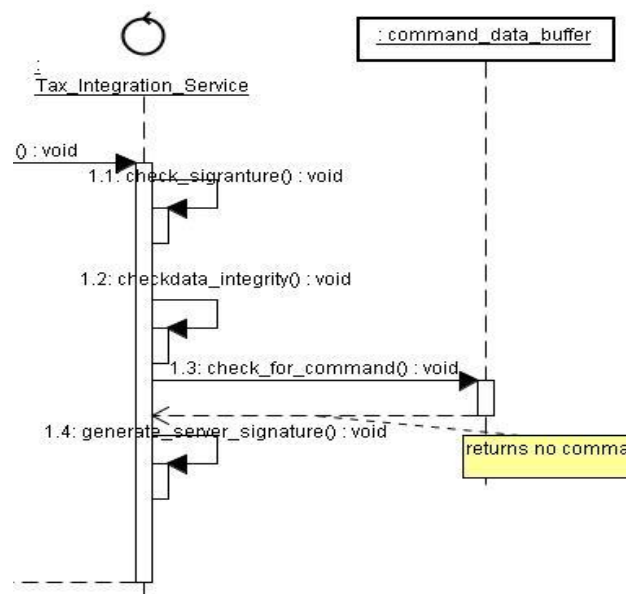 : command_data_buffer
:
Tax_Integration_Service
() : void
1.1: check_sigranture() : void
1.2: checkdata_integrity() : void
1.3: check_for_command() : void
1.4: generate_server_signature() : void
returns no comma